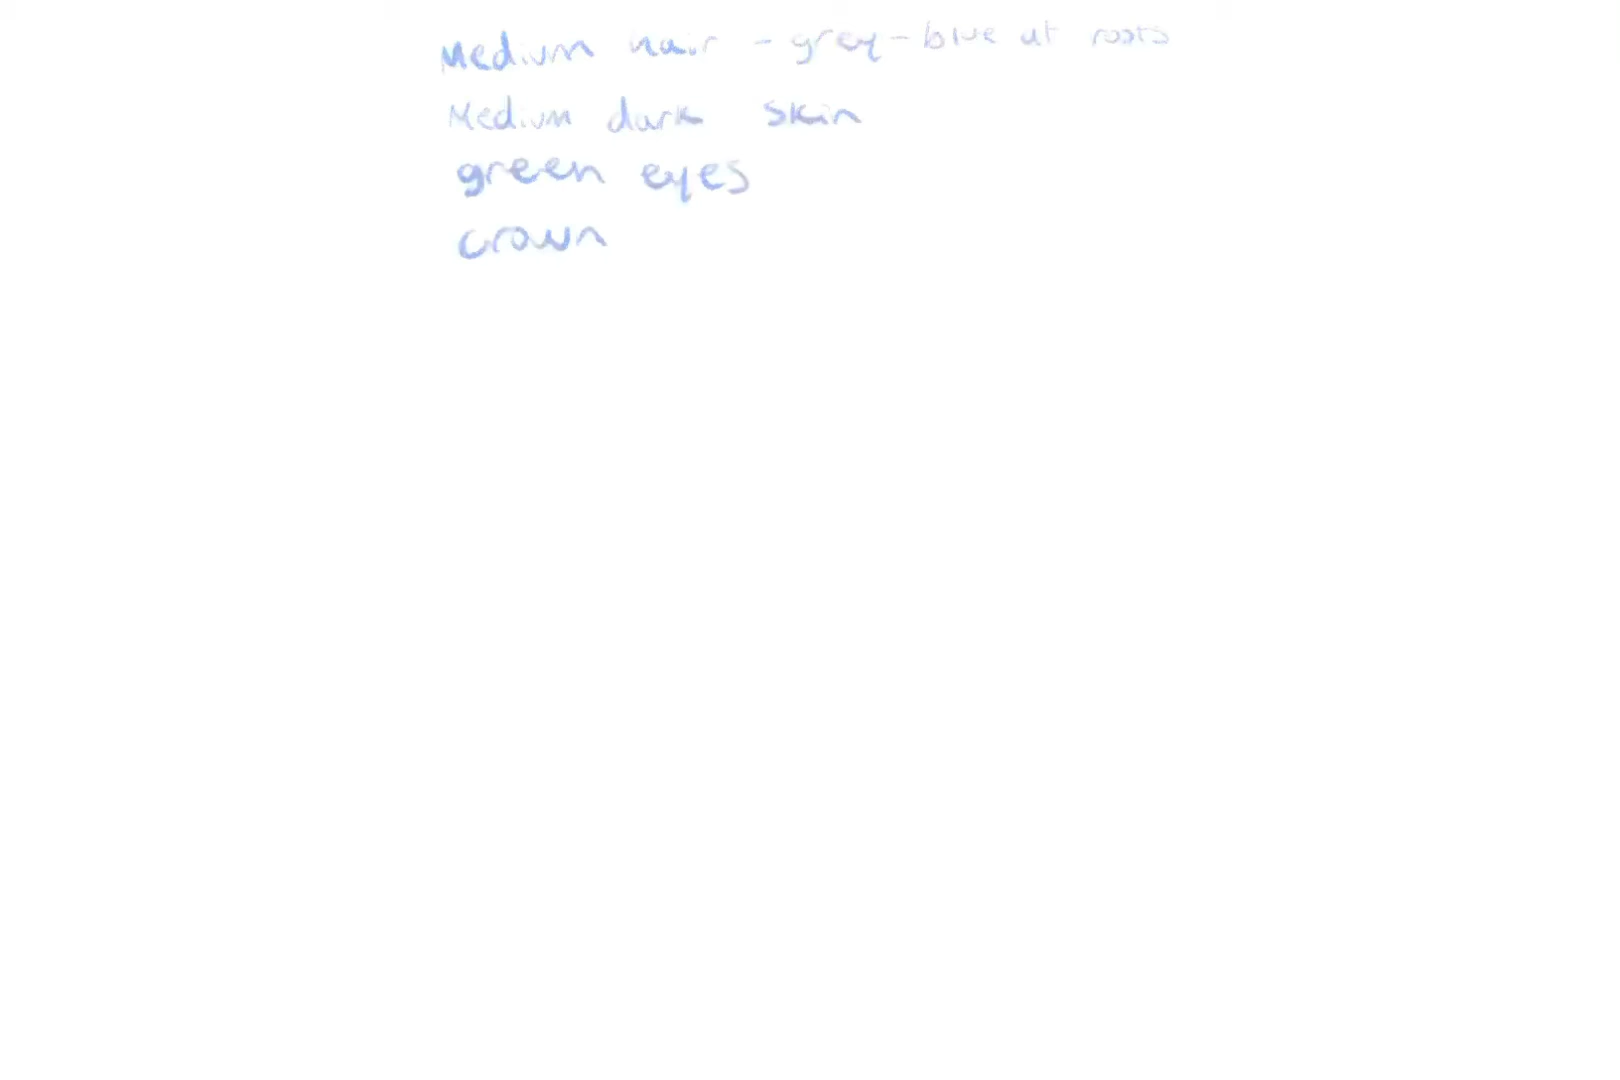 Medium hair - grey - blue at roots
Medium dark skin
green eyes
crown